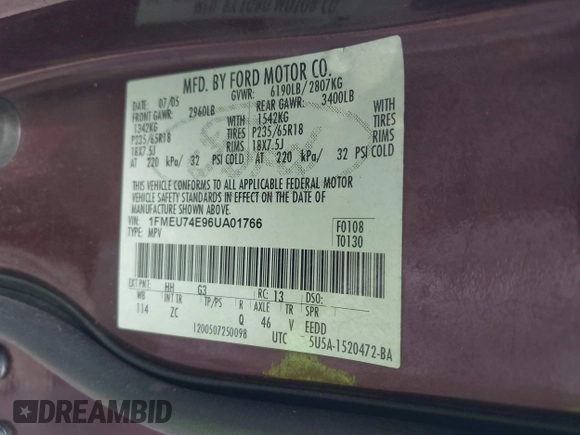 MFD. BY FORD MOTOR CO.
DATE: 07/05 GVWR: 6190LB/2807KG
FRONT GAWR: 2960LB REAR GAWR: 3400LB
1342KG WITH 1542KG WITH
P235/65R18 TIRES P235/65R18 TIRES
18X7.5J RIMS 18X7.5J RIMS
AT 220 kPa/ 32 PSI COLD AT 220 kPa/ 32 PSI COLD
THIS VEHICLE CONFORMS TO ALL APPLICABLE FEDERAL MOTOR
VEHICLE SAFETY AND BUMPER STANDARDS IN EFFECT ON THE DATE OF
MANUFACTURE SHOWN ABOVE.
VIN: 1FMEU74E96UA01766 F0108
TYPE: MPV T0130
EXT PNT: HH G3 RC: 13 DSO:
WB INT TR TP/PS R AXLE TR SPR
114 ZC Q 46 V EEDD
1200507250098 UTC 5U5A-1520472-BA
DREAMBID